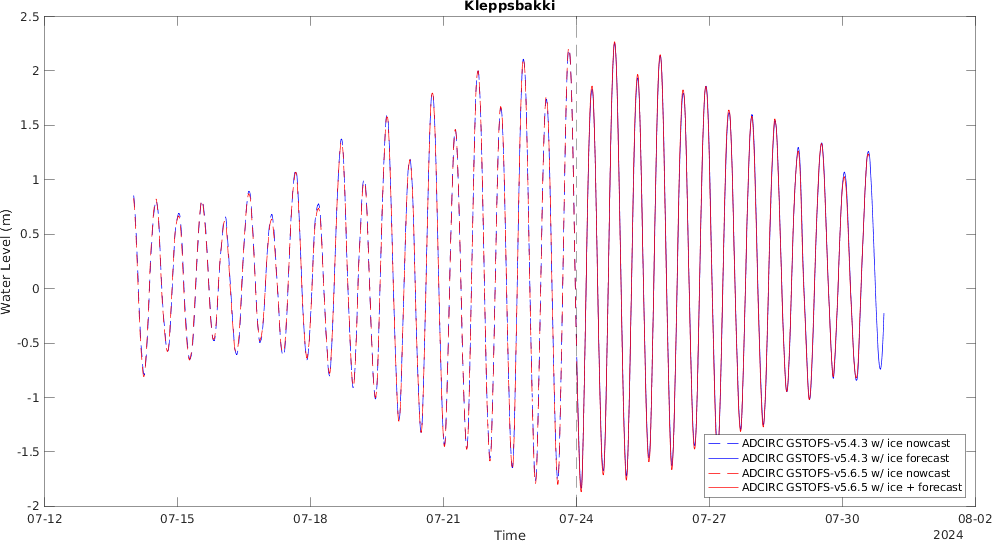 Kleppsbakki
2.5
2
1.5
1
0.5
0
-0.5
-1
-1.5
-2
Water Level (m)
ADCIRC GSTOFS-v5.4.3 w/ ice nowcast
ADCIRC GSTOFS-v5.4.3 w/ ice forecast
ADCIRC GSTOFS-v5.6.5 w/ ice nowcast
ADCIRC GSTOFS-v5.6.5 w/ ice + forecast
07-12 07-15 07-18 07-21 07-24 07-27 07-30 08-02
Time
2024